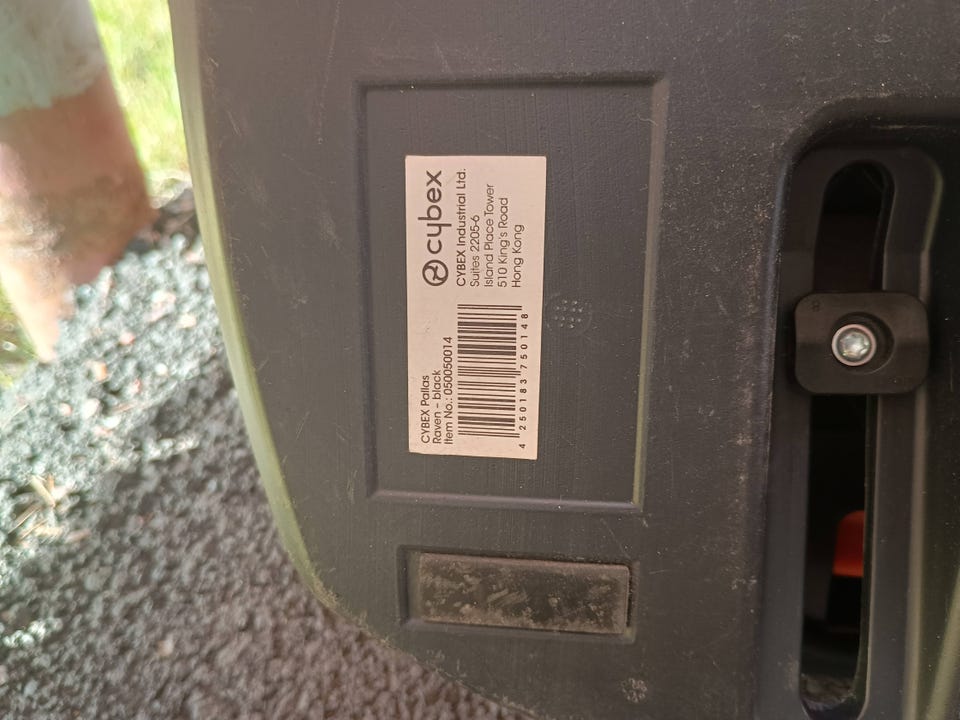 cybex
CYBEX Industrial Ltd.
Suites 2205-6
Island Place Tower
510 King's Road
Hong Kong
CYBEX Pallas
Raven - black
Item No.: 050050014
4 250183 750148